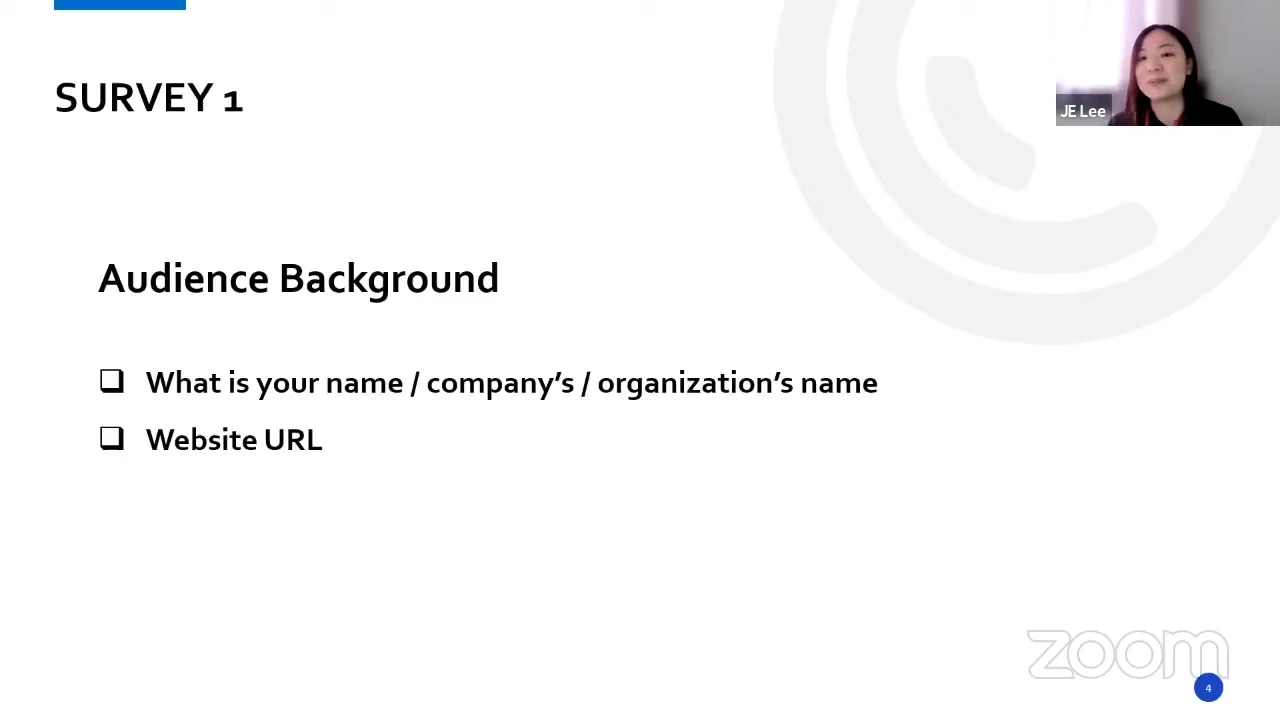 SURVEY 1
JE Lee
Audience Background
❑ What is your name / company’s / organization’s name
❑ Website URL
zoom
4